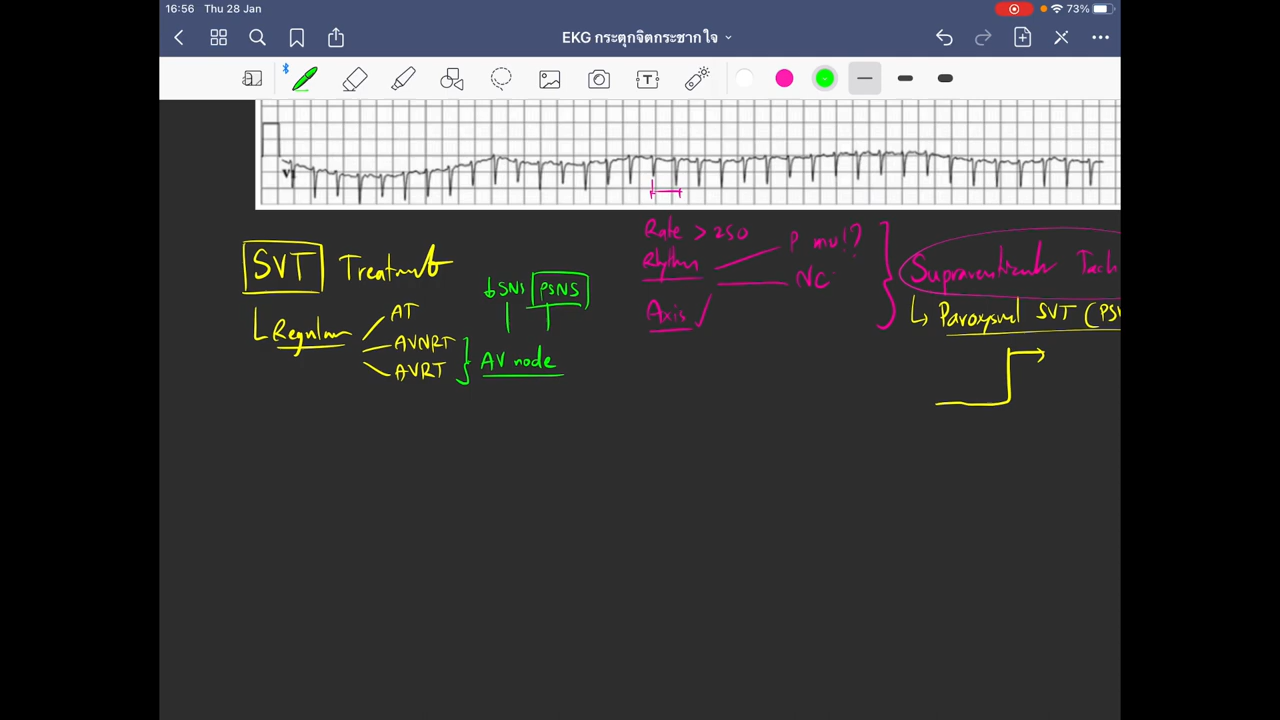 16:56 Thu 28 Jan 73%
EKG กระตุกจิตกระชากใจ
V1
SVT Treatment
Regular
AT
AVNRT
AVRT
↓SNS PSNS
AV node
Rate > 250
Rhythm
Axis ✓
P
NC
Supraventricular Tach
↳ Paroxysmal SVT (PSV